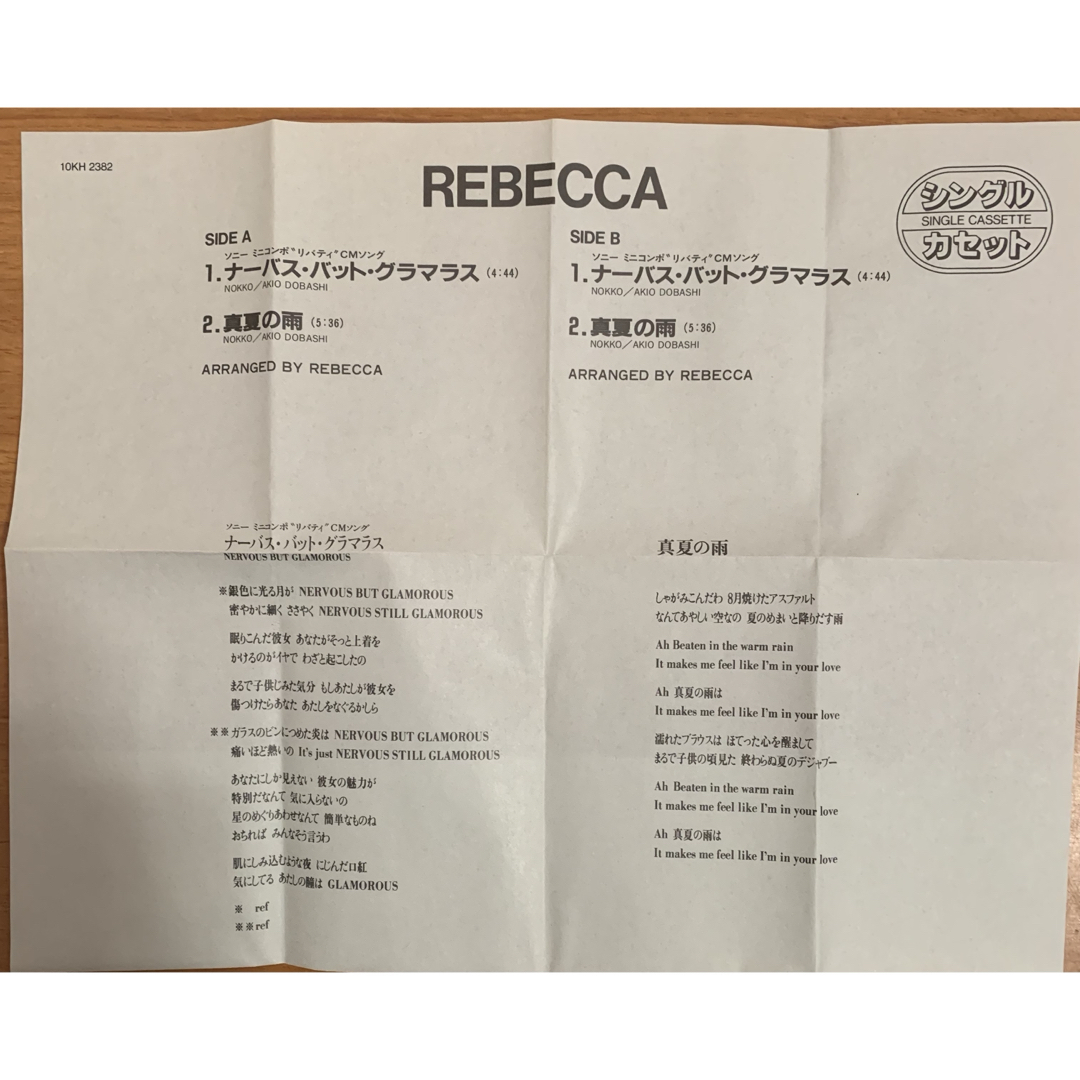 10KH 2382
REBECCA
シングル
SINGLE CASSETTE
カセット
SIDE A
ソニー ミニコンポ“リバティ”CMソング
1.ナーバス・バット・グラマラス(4:44)
NOKKO/AKIO DOBASHI
2.真夏の雨(5:36)
NOKKO/AKIO DOBASHI
ARRANGED BY REBECCA
SIDE B
ソニー ミニコンポ“リバティ”CMソング
1.ナーバス・バット・グラマラス(4:44)
NOKKO/AKIO DOBASHI
2.真夏の雨(5:36)
NOKKO/AKIO DOBASHI
ARRANGED BY REBECCA
ソニー ミニコンポ“リバティ”CMソング
ナーバス・バット・グラマラス
NERVOUS BUT GLAMOROUS
※銀色に光る月が NERVOUS BUT GLAMOROUS
密やかに細く ささやく NERVOUS STILL GLAMOROUS
眠りこんだ彼女 あなたがそっと上着を
かけるのがイヤで わざと起こしたの
まるで子供じみた気分 もしあたしが彼女を
傷つけたらあなた あたしをなぐるかしら
※※ガラスのビンにつめた炎は NERVOUS BUT GLAMOROUS
痛いほど熱いの It's just NERVOUS STILL GLAMOROUS
あなたにしか見えない 彼女の魅力が
特別だなんて 気に入らないの
星のめぐりあわせなんて 簡単なものね
おちれば みんなそう言うわ
肌にしみ込むような夜 にじんだ口紅
気にしてる あたしの瞳は GLAMOROUS
※ ref
※※ref
真夏の雨
しゃがみこんだわ 8月焼けたアスファルト
なんてあやしい空なの 夏のめまいと降りだす雨
Ah Beaten in the warm rain
It makes me feel like I'm in your love
Ah 真夏の雨は
It makes me feel like I'm in your love
濡れたブラウスは ほてった心を醒まして
まるで子供の頃見た 終わらぬ夏のデジャブー
Ah Beaten in the warm rain
It makes me feel like I'm in your love
Ah 真夏の雨は
It makes me feel like I'm in your love